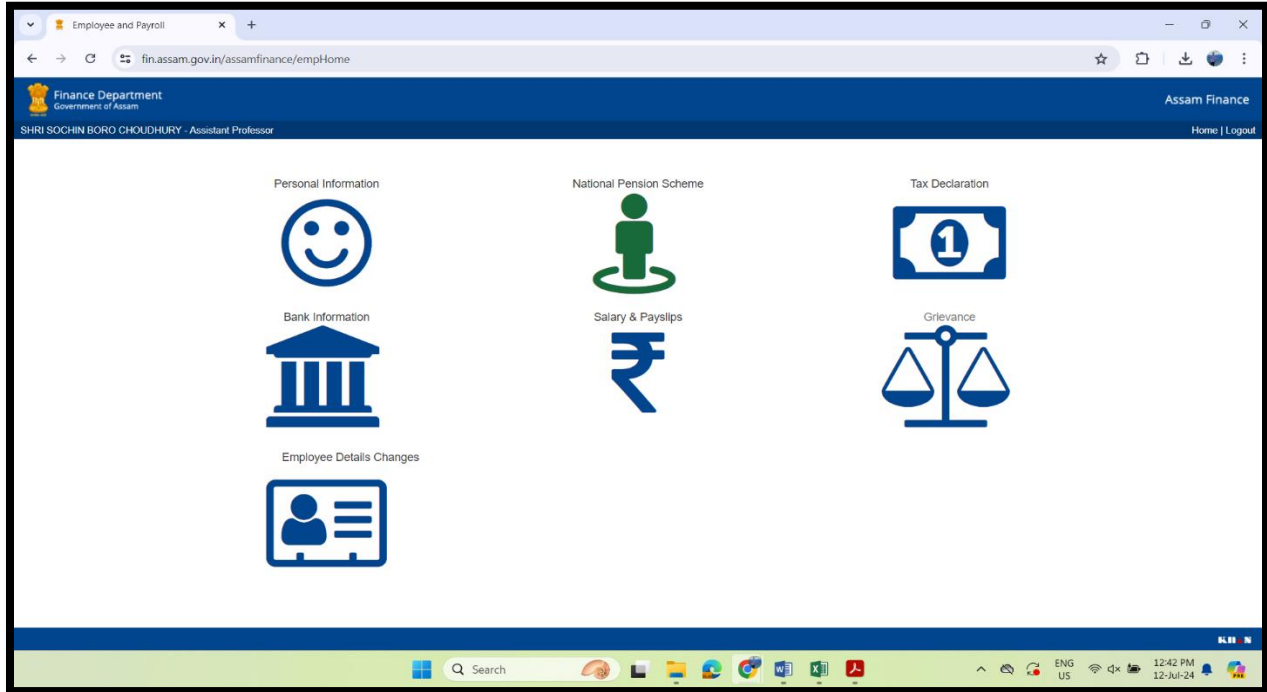 Employee and Payroll
fin.assam.gov.in/assamfinance/empHome
Finance Department
Government of Assam
Assam Finance
SHRI SOCHIN BORO CHOUDHURY - Assistant Professor
Home | Logout
Personal Information
National Pension Scheme
Tax Declaration
1
Bank Information
Salary & Payslips
Grievance
₹
Employee Details Changes
Search
ENG
US
12:42 PM
12-Jul-24